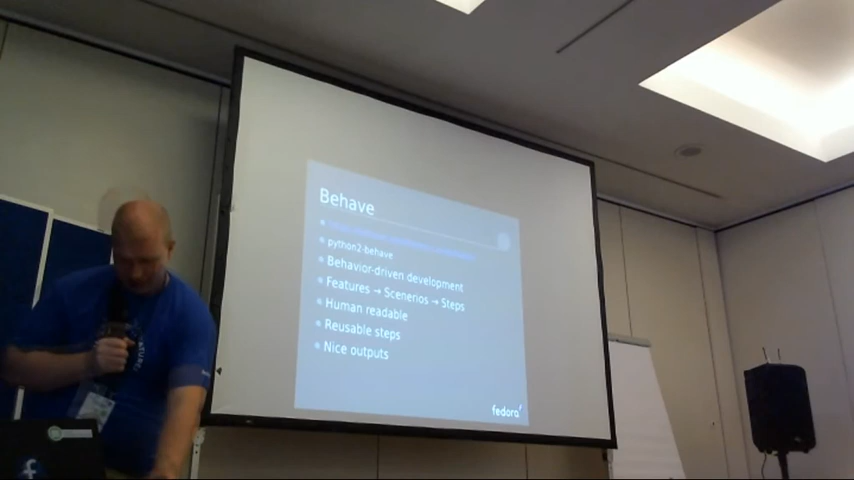 Behave
python2-behave
Behavior-driven development
Features → Scenerios → Steps
Human readable
Reusable steps
Nice outputs
fedora